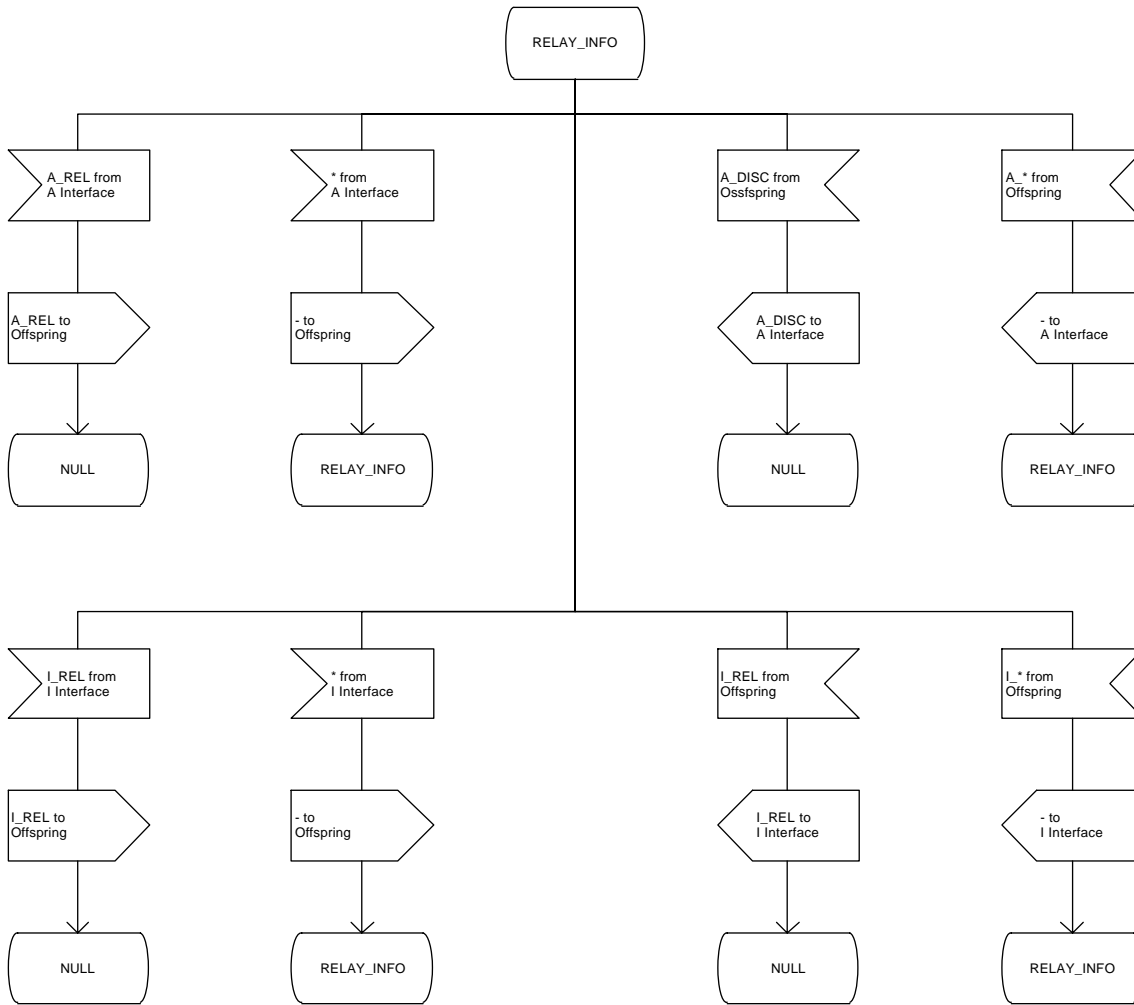 RELAY_INFO
A_REL from
A Interface
* from
A Interface
A_DISC from
Ossfspring
A_* from
Offspring
A_REL to
Offspring
- to
Offspring
A_DISC to
A Interface
- to
A Interface
NULL
RELAY_INFO
NULL
RELAY_INFO
I_REL from
I Interface
* from
I Interface
I_REL from
Offspring
I_* from
Offspring
I_REL to
Offspring
- to
Offspring
I_REL to
I Interface
- to
I Interface
NULL
RELAY_INFO
NULL
RELAY_INFO